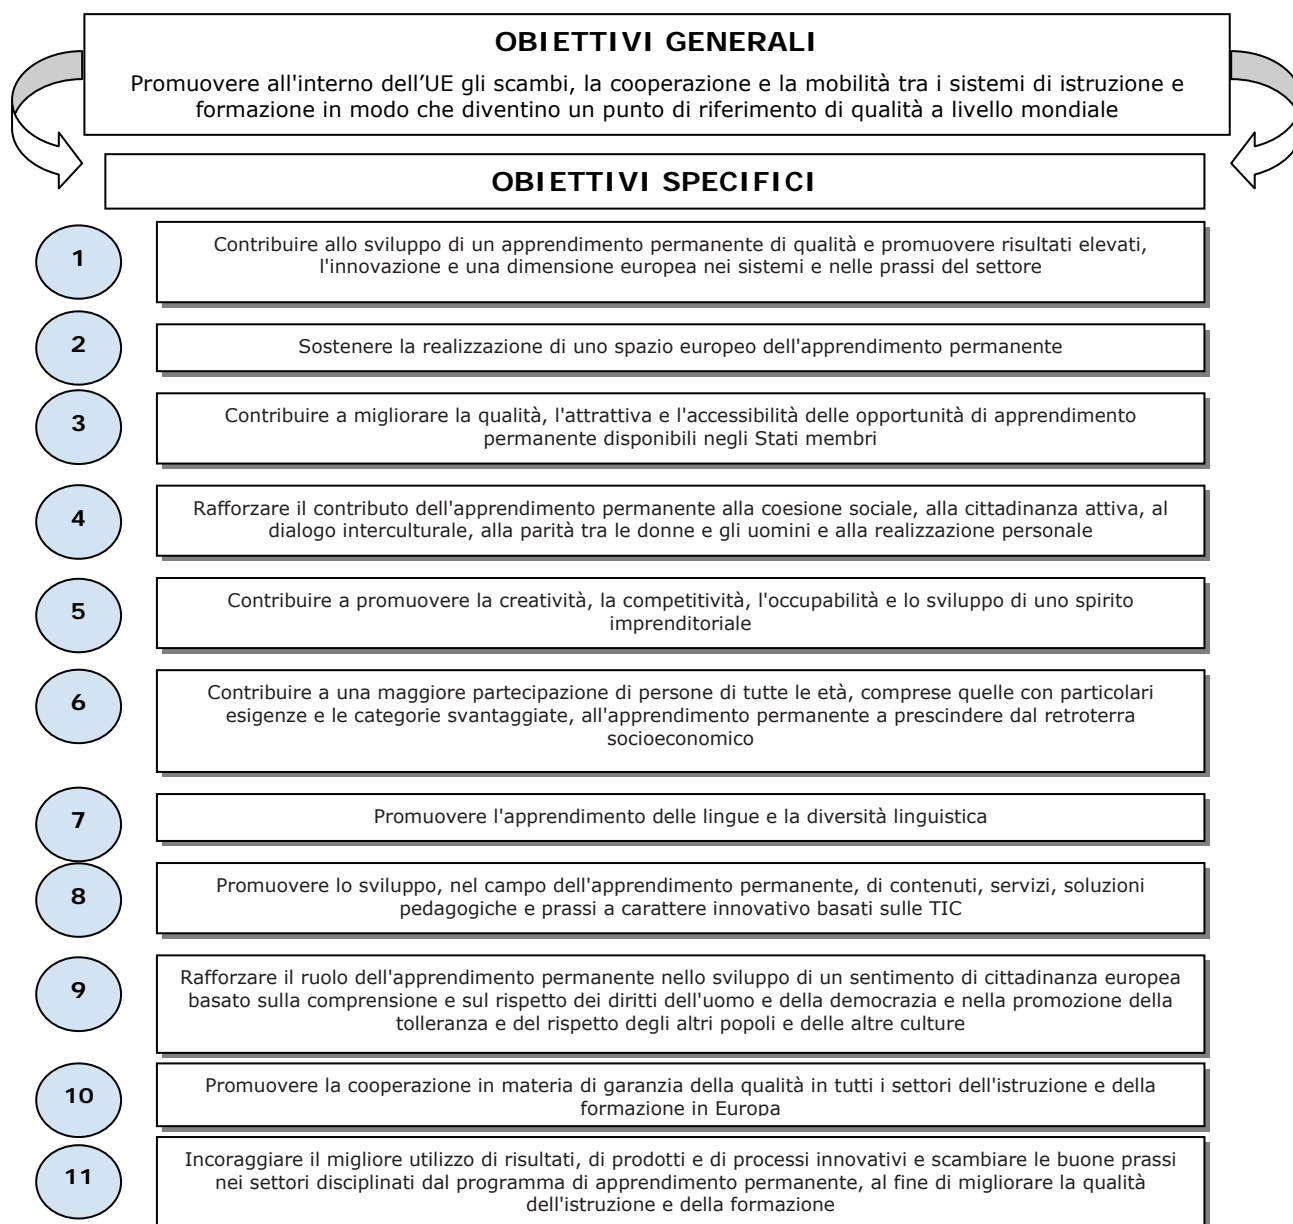 OBIETTIVI GENERALI
Promuovere all'interno dell’UE gli scambi, la cooperazione e la mobilità tra i sistemi di istruzione e
formazione in modo che diventino un punto di riferimento di qualità a livello mondiale
OBIETTIVI SPECIFICI
1
Contribuire allo sviluppo di un apprendimento permanente di qualità e promuovere risultati elevati,
l'innovazione e una dimensione europea nei sistemi e nelle prassi del settore
2
Sostenere la realizzazione di uno spazio europeo dell'apprendimento permanente
3
Contribuire a migliorare la qualità, l'attrattiva e l'accessibilità delle opportunità di apprendimento
permanente disponibili negli Stati membri
4
Rafforzare il contributo dell'apprendimento permanente alla coesione sociale, alla cittadinanza attiva, al
dialogo interculturale, alla parità tra le donne e gli uomini e alla realizzazione personale
5
Contribuire a promuovere la creatività, la competitività, l'occupabilità e lo sviluppo di uno spirito
imprenditoriale
6
Contribuire a una maggiore partecipazione di persone di tutte le età, comprese quelle con particolari
esigenze e le categorie svantaggiate, all'apprendimento permanente a prescindere dal retroterra
socioeconomico
7
Promuovere l'apprendimento delle lingue e la diversità linguistica
8
Promuovere lo sviluppo, nel campo dell'apprendimento permanente, di contenuti, servizi, soluzioni
pedagogiche e prassi a carattere innovativo basati sulle TIC
9
Rafforzare il ruolo dell'apprendimento permanente nello sviluppo di un sentimento di cittadinanza europea
basato sulla comprensione e sul rispetto dei diritti dell'uomo e della democrazia e nella promozione della
tolleranza e del rispetto degli altri popoli e delle altre culture
10
Promuovere la cooperazione in materia di garanzia della qualità in tutti i settori dell'istruzione e della
formazione in Europa
11
Incoraggiare il migliore utilizzo di risultati, di prodotti e di processi innovativi e scambiare le buone prassi
nei settori disciplinati dal programma di apprendimento permanente, al fine di migliorare la qualità
dell'istruzione e della formazione